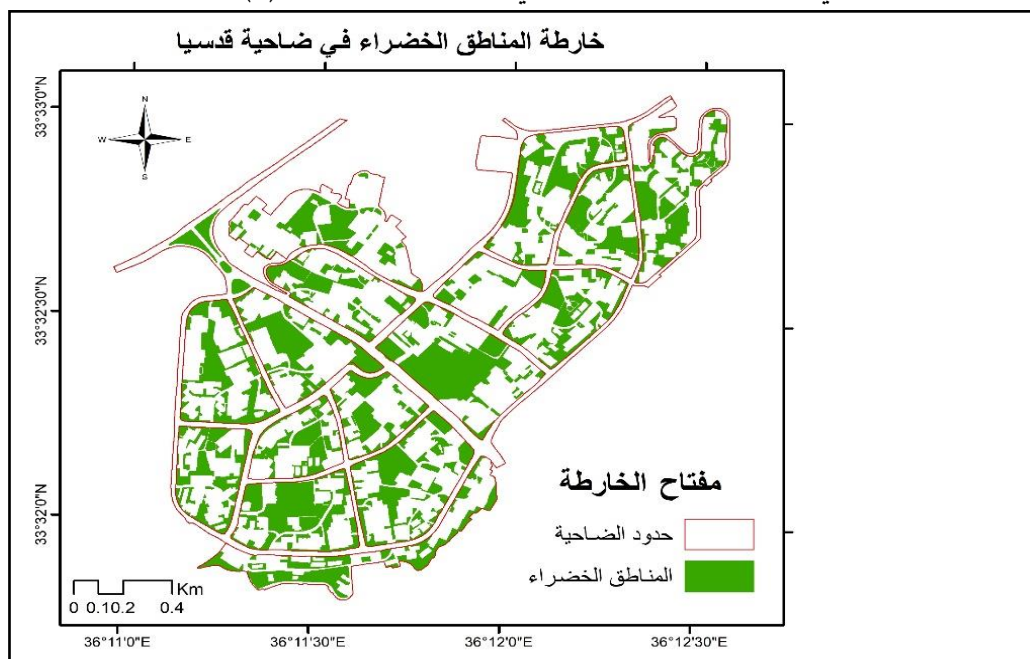 خارطة المناطق الخضراء في ضاحية قدسيا
N
W E
S
33°33'0"N
33°32'30"N
33°32'0"N
مفتاح الخارطة
حدود الضاحية
المناطق الخضراء
Km
0 0.10.2 0.4
36°11'0"E 36°11'30"E 36°12'0"E 36°12'30"E